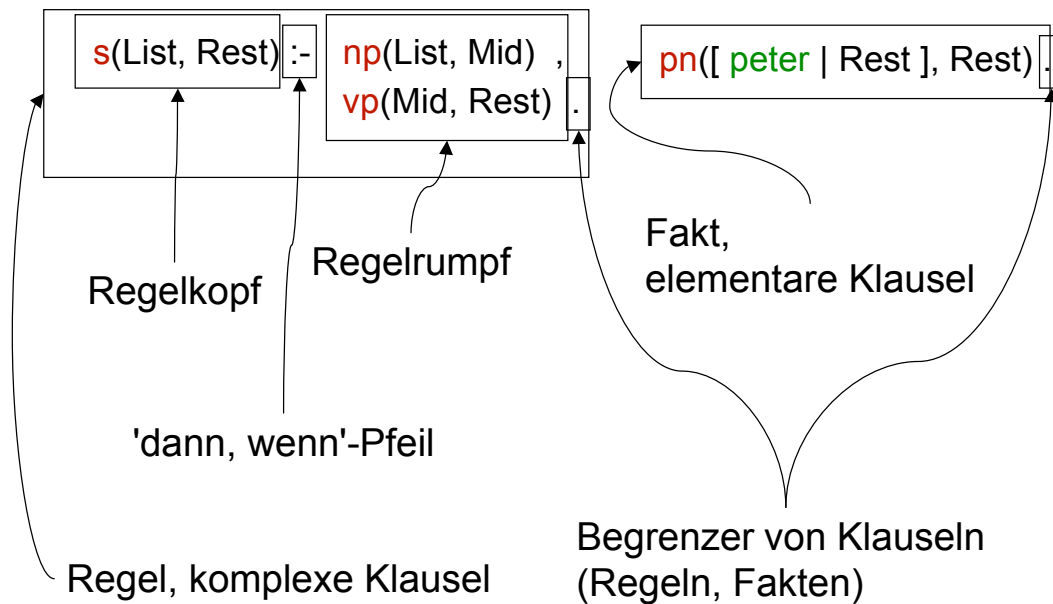 s(List, Rest) :- np(List, Mid) ,
vp(Mid, Rest) .
pn([ peter | Rest ], Rest) .
Regelkopf
Regelrumpf
Fakt,
elementare Klausel
'dann, wenn'-Pfeil
Begrenzer von Klauseln
(Regeln, Fakten)
Regel, komplexe Klausel